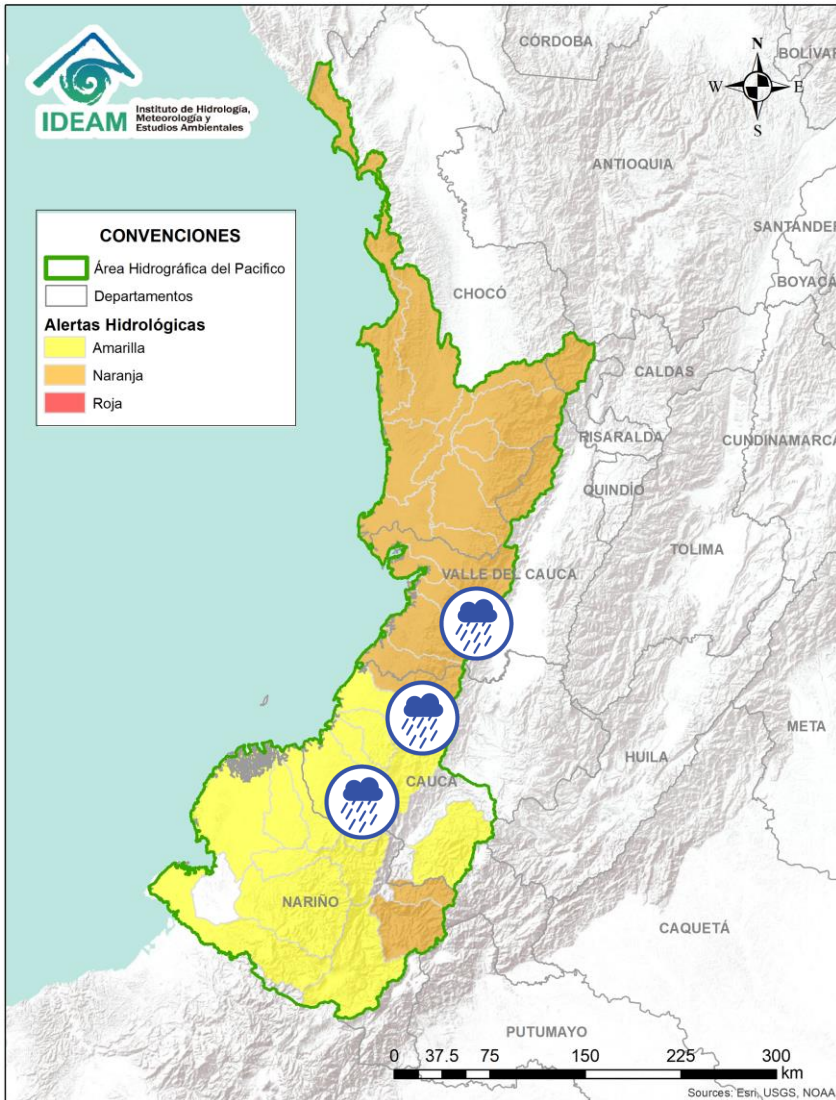 IDEAM
Instituto de Hidrología,
Meteorología y
Estudios Ambientales
CÓRDOBA
BOLÍVAR
N
W E
S
ANTIOQUIA
SANTANDER
BOYACÁ
CONVENCIONES
Área Hidrográfica del Pacifico
Departamentos
Alertas Hidrológicas
Amarilla
Naranja
Roja
CHOCÓ
CALDAS
RISARALDA
CUNDINAMARCA
QUINDÍO
TOLIMA
VALLE DEL CAUCA
META
HUILA
CAUCA
NARIÑO
CAQUETÁ
PUTUMAYO
0 37.5 75 150 225 300
km
Sources: Esri, USGS, NOAA